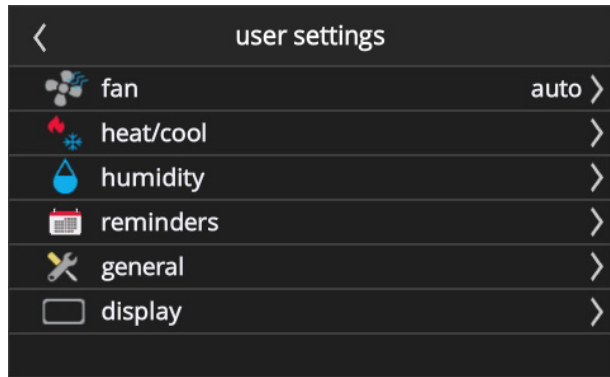 user settings
fan auto
heat/cool
humidity
reminders
general
display